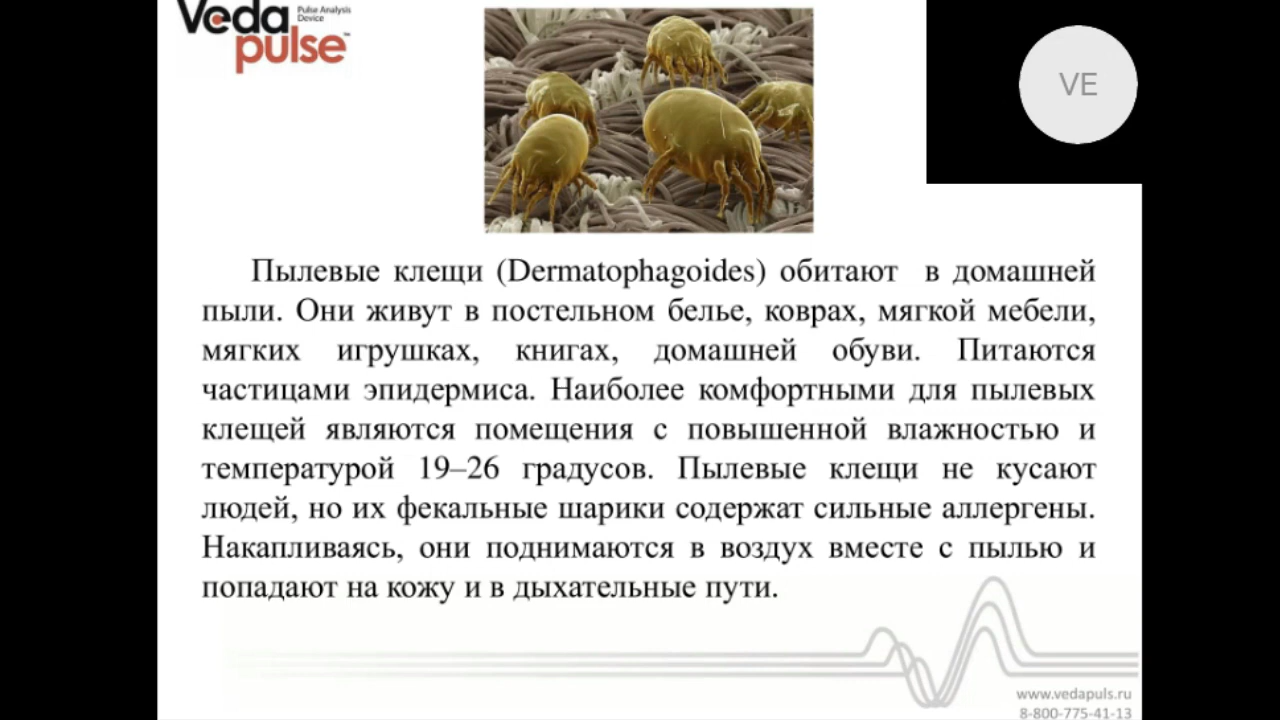 Veda
pulse™
Pulse Analysis
Device
VE
Пылевые клещи (Dermatophagoides) обитают в домашней
пыли. Они живут в постельном белье, коврах, мягкой мебели,
мягких игрушках, книгах, домашней обуви. Питаются
частицами эпидермиса. Наиболее комфортными для пылевых
клещей являются помещения с повышенной влажностью и
температурой 19–26 градусов. Пылевые клещи не кусают
людей, но их фекальные шарики содержат сильные аллергены.
Накапливаясь, они поднимаются в воздух вместе с пылью и
попадают на кожу и в дыхательные пути.
www.vedapuls.ru
8-800-775-41-13